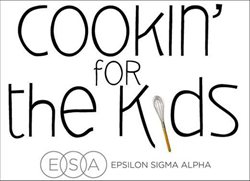 COOKIN'
FOR
the KiDS
ESA EPSILON SIGMA ALPHA